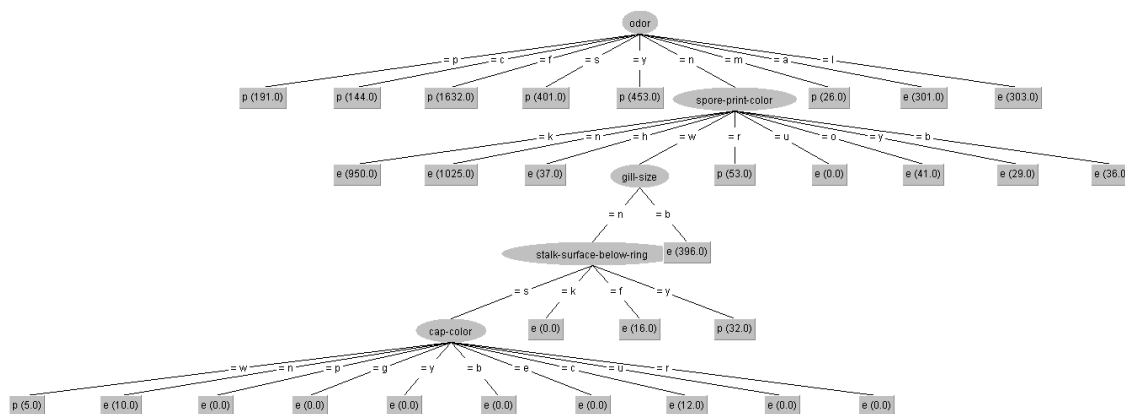 odor
= p = c = f = s = y = n = m = a = l
p (191.0) p (144.0) p (1632.0) p (401.0) p (453.0) spore-print-color p (26.0) e (301.0) e (303.0)
= k = n = h = w = r = u = o = y = b
e (950.0) e (1025.0) e (37.0) gill-size p (53.0) e (0.0) e (41.0) e (29.0) e (36.0
= n = b
stalk-surface-below-ring e (396.0)
= s = k = f = y
cap-color e (0.0) e (16.0) p (32.0)
= w = n = p = g = y = b = e = c = u = r
p (5.0) e (10.0) e (0.0) e (0.0) e (0.0) e (0.0) e (0.0) e (12.0) e (0.0) e (0.0)